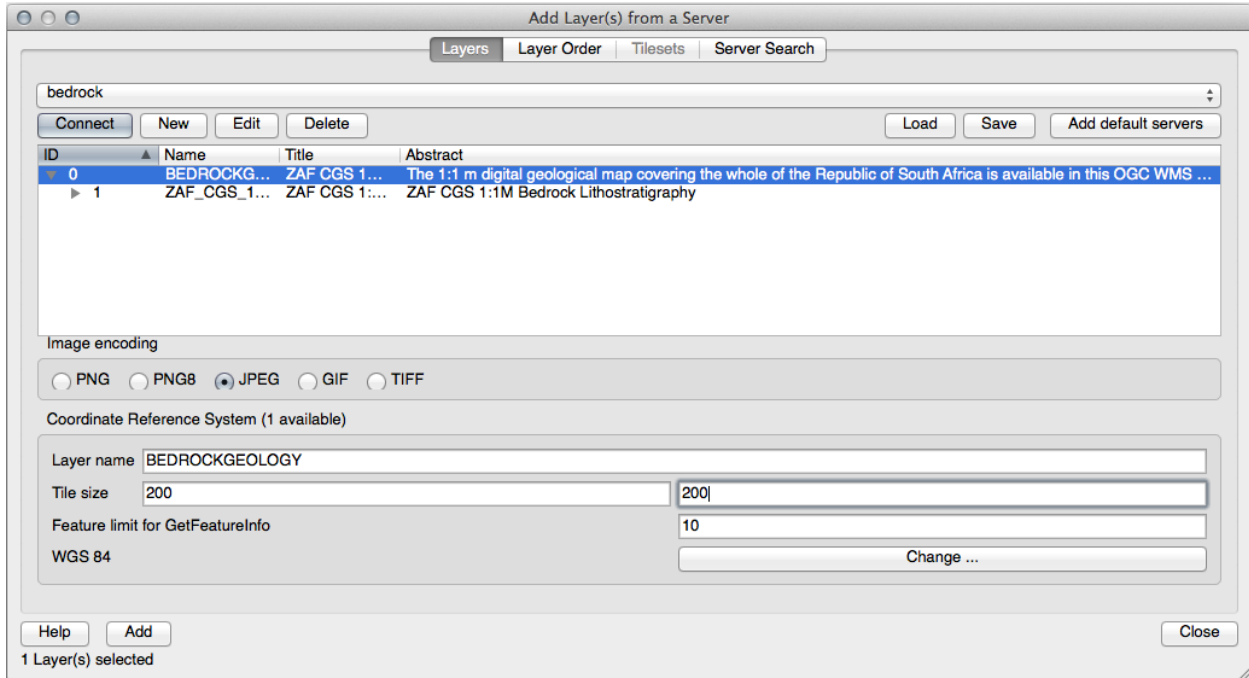 Add Layer(s) from a Server
Layers Layer Order Tilesets Server Search
bedrock
Connect New Edit Delete Load Save Add default servers
ID Name Title Abstract
0 BEDROCKG... ZAF CGS 1... The 1:1 m digital geological map covering the whole of the Republic of South Africa is available in this OGC WMS ...
1 ZAF_CGS_1... ZAF CGS 1:... ZAF CGS 1:1M Bedrock Lithostratigraphy
Image encoding
PNG PNG8 JPEG GIF TIFF
Coordinate Reference System (1 available)
Layer name BEDROCKGEOLOGY
Tile size 200 200
Feature limit for GetFeatureInfo 10
WGS 84 Change ...
Help Add Close
1 Layer(s) selected